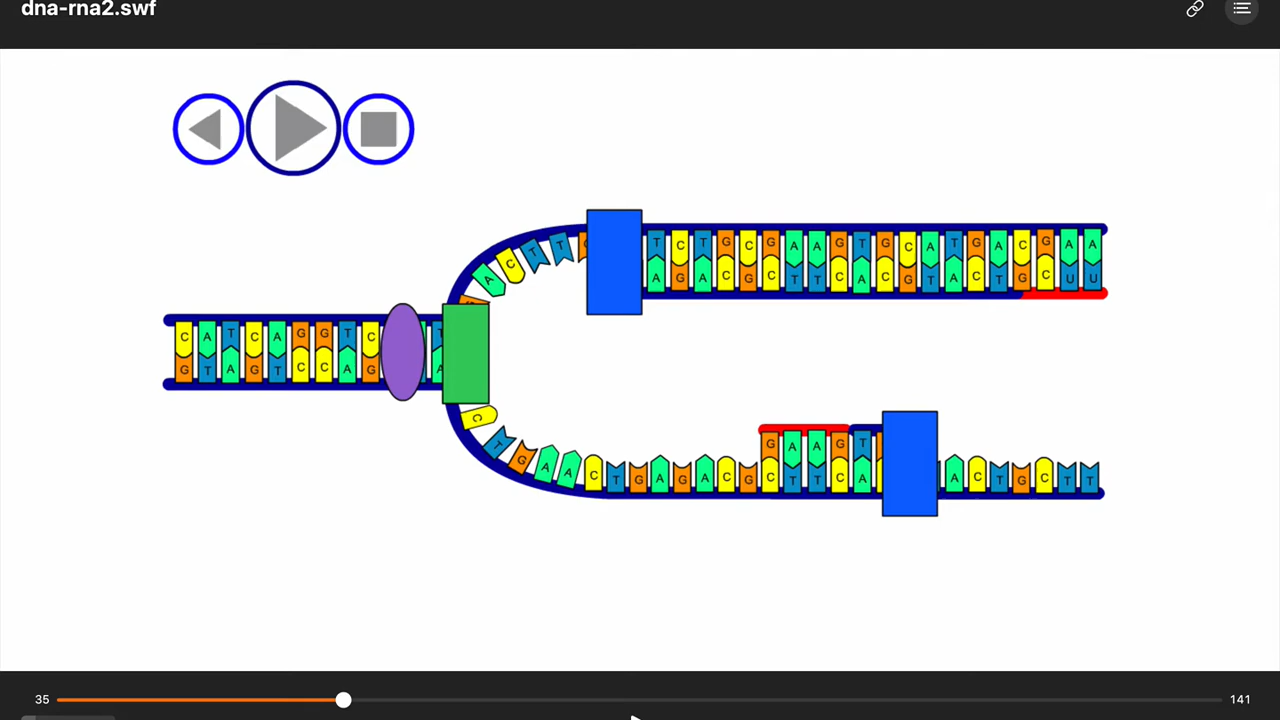 dna-rna2.swf
A C T T T C T G C G A A G T G C A T G A C G A A
A G A C G C T T C A C G T A C T G C U U
C A T C A G G T C T
G T A G T C C A G A
G A A G T
C T G A A C T G A G A C G C T T C A A C T G C T T
35 141